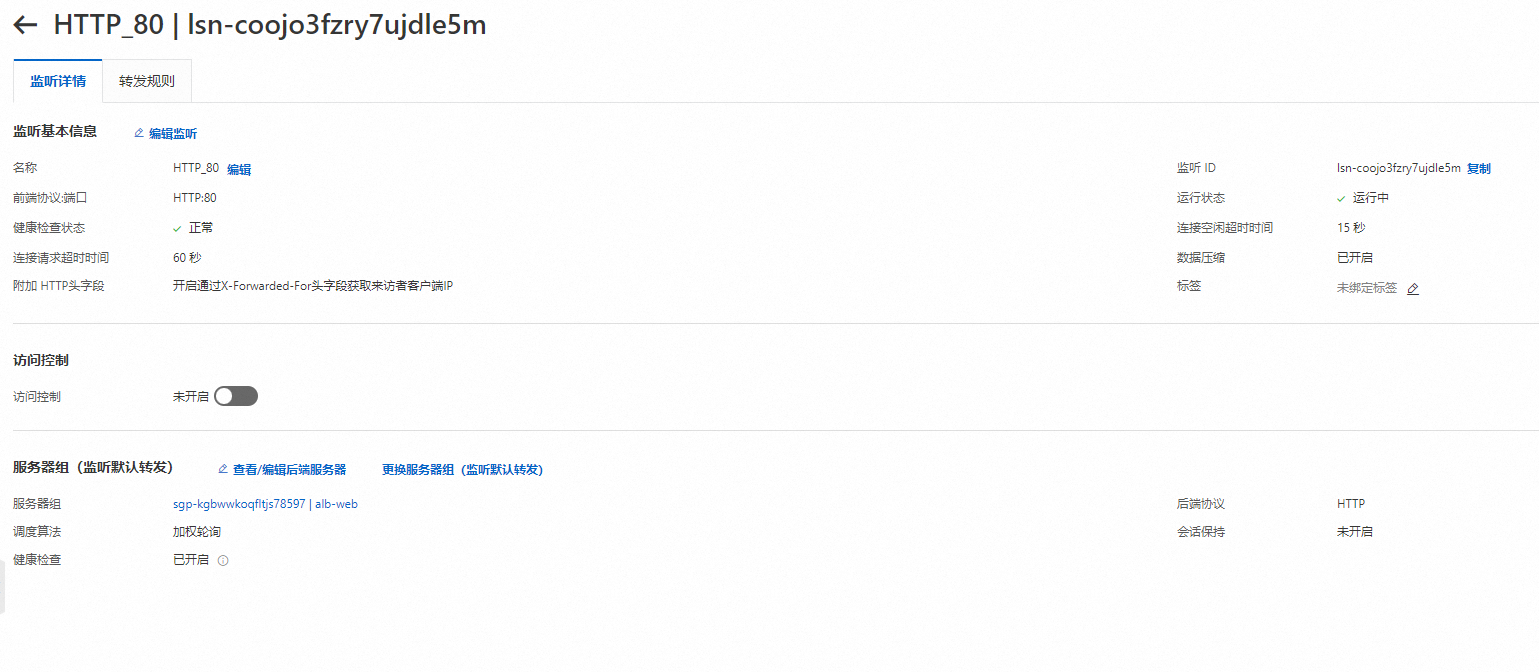 HTTP_80 | lsn-coojo3fzry7ujdle5m
监听详情 转发规则
监听基本信息 编辑监听
名称 HTTP_80 编辑 监听 ID lsn-coojo3fzry7ujdle5m 复制
前端协议:端口 HTTP:80 运行状态 运行中
健康检查状态 正常 连接空闲超时时间 15 秒
连接请求超时时间 60 秒 数据压缩 已开启
附加 HTTP头字段 开启通过X-Forwarded-For头字段获取来访者客户端IP 标签 未绑定标签
访问控制
访问控制 未开启
服务器组（监听默认转发） 查看/编辑后端服务器 更换服务器组（监听默认转发）
服务器组 sgp-kgbwwkoqfltjs78597 | alb-web 后端协议 HTTP
调度算法 加权轮询 会话保持 未开启
健康检查 已开启